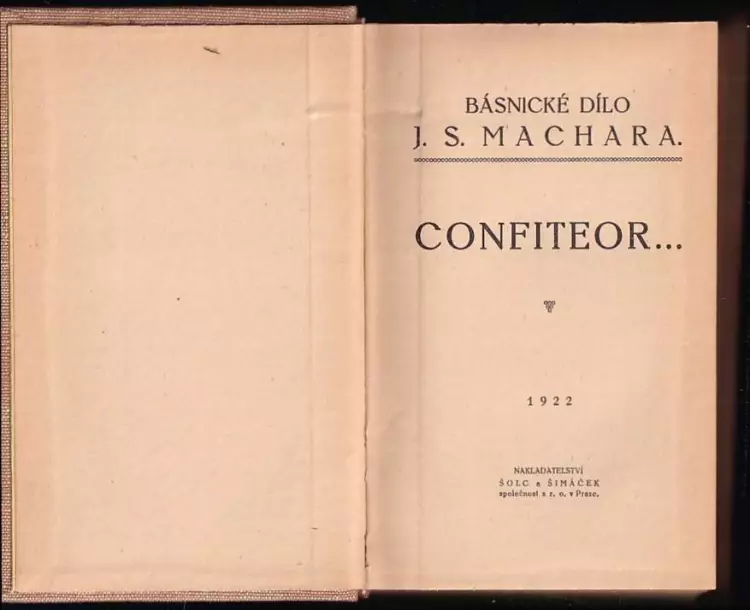 BÁSNICKÉ DÍLO
J. S. MACHARA.
CONFITEOR...
1922
NAKLADATELSTVÍ
ŠOLC a ŠIMÁČEK
společnost s r. o. v Praze.